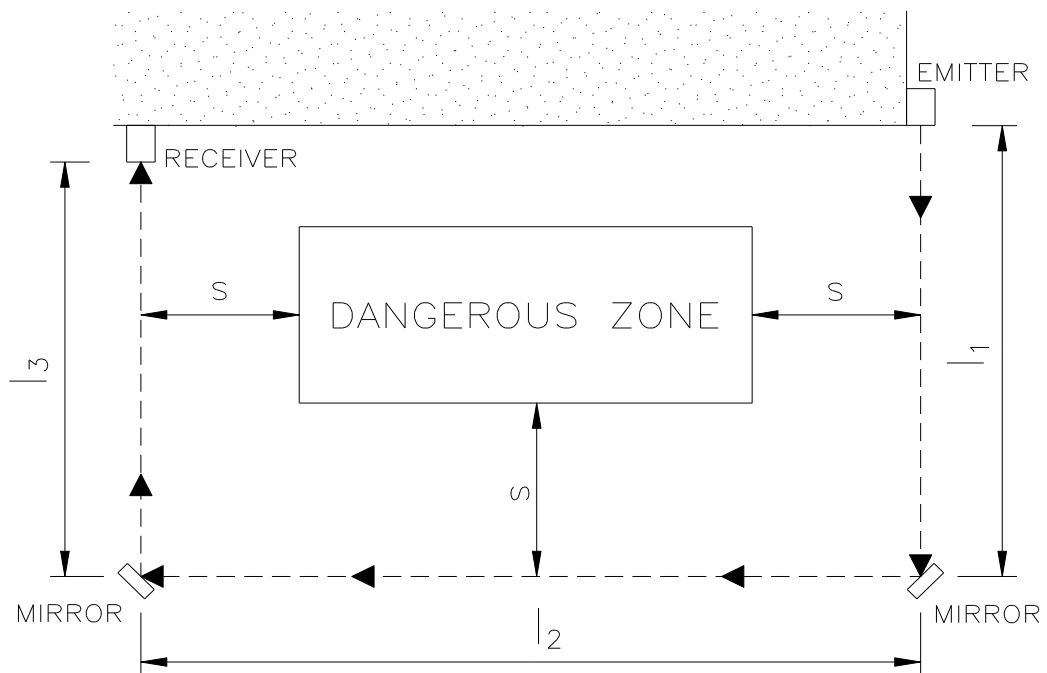 EMITTER
RECEIVER
S
S
DANGEROUS ZONE
l1
l3
S
MIRROR
MIRROR
l2